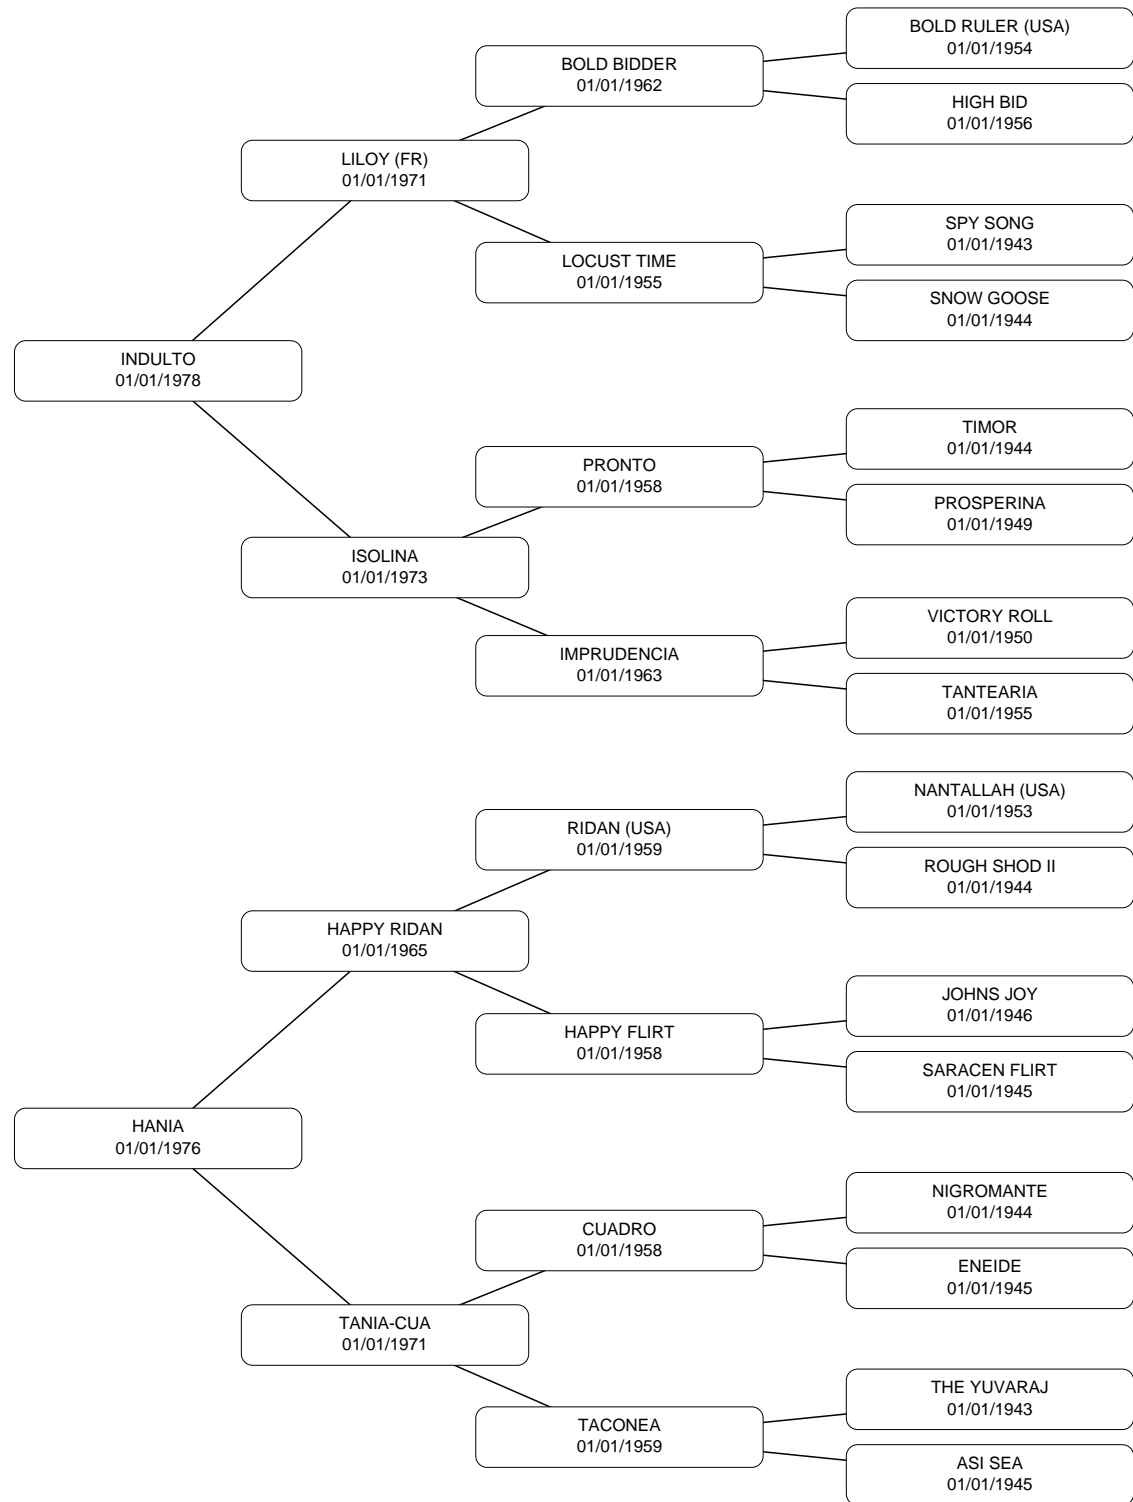 BOLD RULER (USA)
01/01/1954
BOLD BIDDER
01/01/1962
HIGH BID
01/01/1956
LILOY (FR)
01/01/1971
SPY SONG
01/01/1943
LOCUST TIME
01/01/1955
SNOW GOOSE
01/01/1944
INDULTO
01/01/1978
TIMOR
01/01/1944
PRONTO
01/01/1958
PROSPERINA
01/01/1949
ISOLINA
01/01/1973
VICTORY ROLL
01/01/1950
IMPRUDENCIA
01/01/1963
TANTEARIA
01/01/1955
NANTALLAH (USA)
01/01/1953
RIDAN (USA)
01/01/1959
ROUGH SHOD II
01/01/1944
HAPPY RIDAN
01/01/1965
JOHNS JOY
01/01/1946
HAPPY FLIRT
01/01/1958
SARACEN FLIRT
01/01/1945
HANIA
01/01/1976
NIGROMANTE
01/01/1944
CUADRO
01/01/1958
ENEIDE
01/01/1945
TANIA-CUA
01/01/1971
THE YUVARAJ
01/01/1943
TACONEA
01/01/1959
ASI SEA
01/01/1945